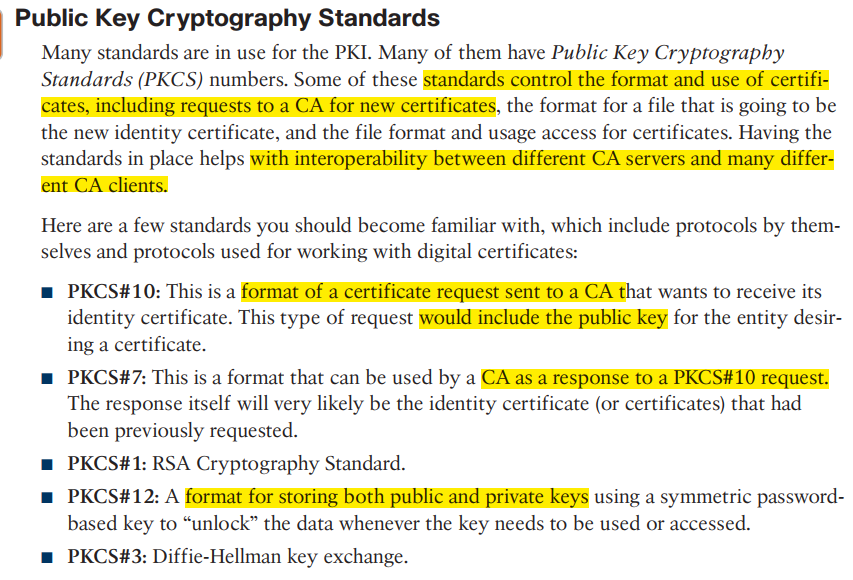 Public Key Cryptography Standards
Many standards are in use for the PKI. Many of them have Public Key Cryptography
Standards (PKCS) numbers. Some of these standards control the format and use of certifi-
cates, including requests to a CA for new certificates, the format for a file that is going to be
the new identity certificate, and the file format and usage access for certificates. Having the
standards in place helps with interoperability between different CA servers and many differ-
ent CA clients.
Here are a few standards you should become familiar with, which include protocols by them-
selves and protocols used for working with digital certificates:
■ PKCS#10: This is a format of a certificate request sent to a CA that wants to receive its
identity certificate. This type of request would include the public key for the entity desir-
ing a certificate.
■ PKCS#7: This is a format that can be used by a CA as a response to a PKCS#10 request.
The response itself will very likely be the identity certificate (or certificates) that had
been previously requested.
■ PKCS#1: RSA Cryptography Standard.
■ PKCS#12: A format for storing both public and private keys using a symmetric password-
based key to “unlock” the data whenever the key needs to be used or accessed.
■ PKCS#3: Diffie-Hellman key exchange.